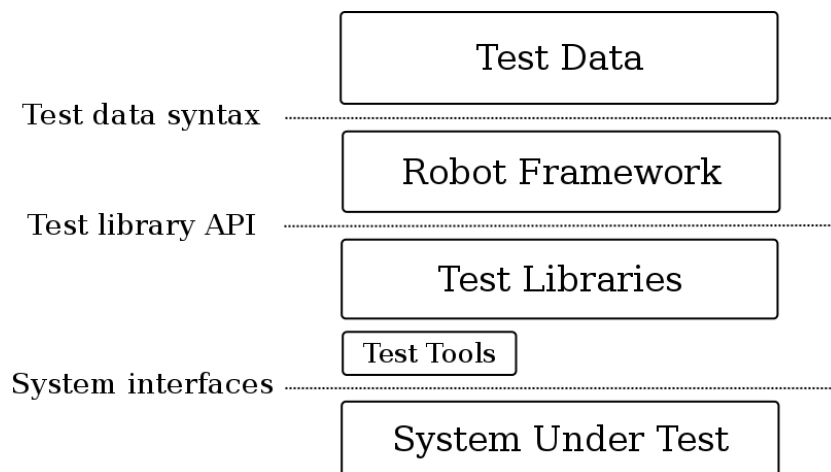 Test Data
Test data syntax
Robot Framework
Test library API
Test Libraries
Test Tools
System interfaces
System Under Test